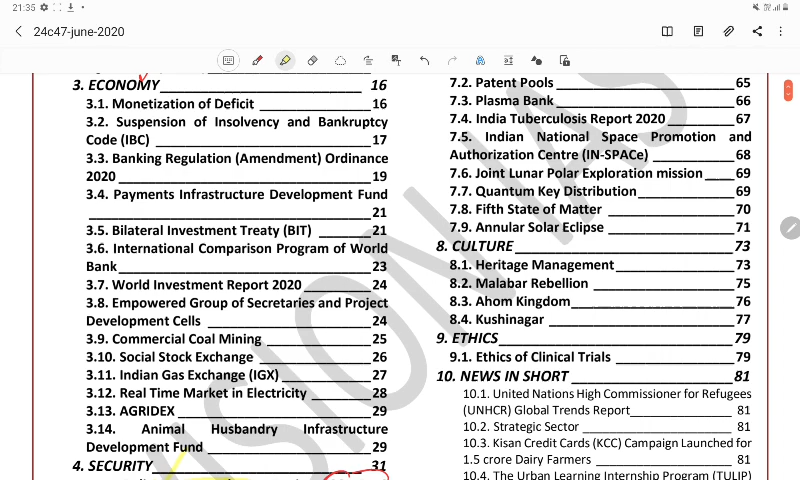 21:35
24c47-june-2020
3. ECONOMY 16
3.1. Monetization of Deficit 16
3.2. Suspension of Insolvency and Bankruptcy
Code (IBC) 17
3.3. Banking Regulation (Amendment) Ordinance
2020 19
3.4. Payments Infrastructure Development Fund
21
3.5. Bilateral Investment Treaty (BIT) 21
3.6. International Comparison Program of World
Bank 23
3.7. World Investment Report 2020 24
3.8. Empowered Group of Secretaries and Project
Development Cells 24
3.9. Commercial Coal Mining 25
3.10. Social Stock Exchange 26
3.11. Indian Gas Exchange (IGX) 27
3.12. Real Time Market in Electricity 28
3.13. AGRIDEX 29
3.14. Animal Husbandry Infrastructure
Development Fund 29
4. SECURITY 31
7.2. Patent Pools 65
7.3. Plasma Bank 66
7.4. India Tuberculosis Report 2020 67
7.5. Indian National Space Promotion and
Authorization Centre (IN-SPACe) 68
7.6. Joint Lunar Polar Exploration mission 69
7.7. Quantum Key Distribution 69
7.8. Fifth State of Matter 70
7.9. Annular Solar Eclipse 71
8. CULTURE 73
8.1. Heritage Management 73
8.2. Malabar Rebellion 75
8.3. Ahom Kingdom 76
8.4. Kushinagar 77
9. ETHICS 79
9.1. Ethics of Clinical Trials 79
10. NEWS IN SHORT 81
10.1. United Nations High Commissioner for Refugees
(UNHCR) Global Trends Report 81
10.2. Strategic Sector 81
10.3. Kisan Credit Cards (KCC) Campaign Launched for
1.5 crore Dairy Farmers 81
10.4. The Urban Learning Internship Program (TULIP)
VISION IAS